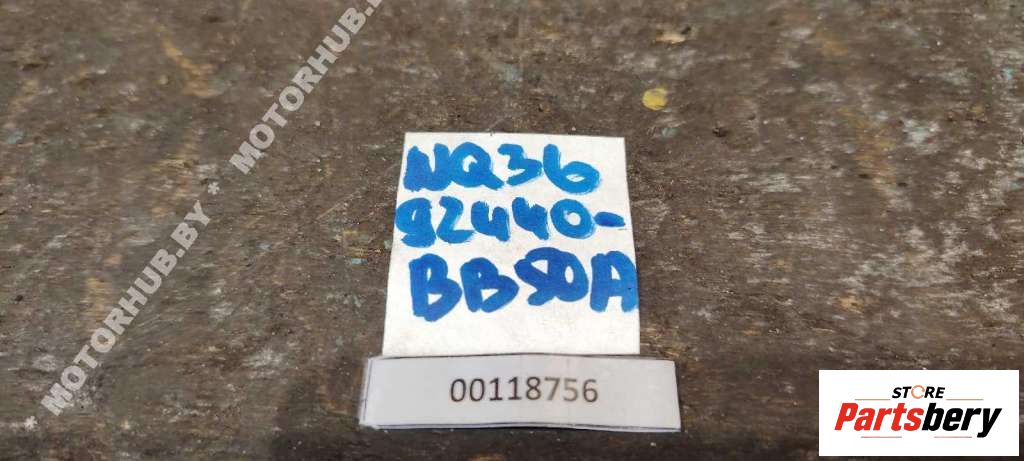 MOTORHUB.BY * MOTORHUB.BY
NQ36
92440-
BB50A
00118756
STORE
Partsbery